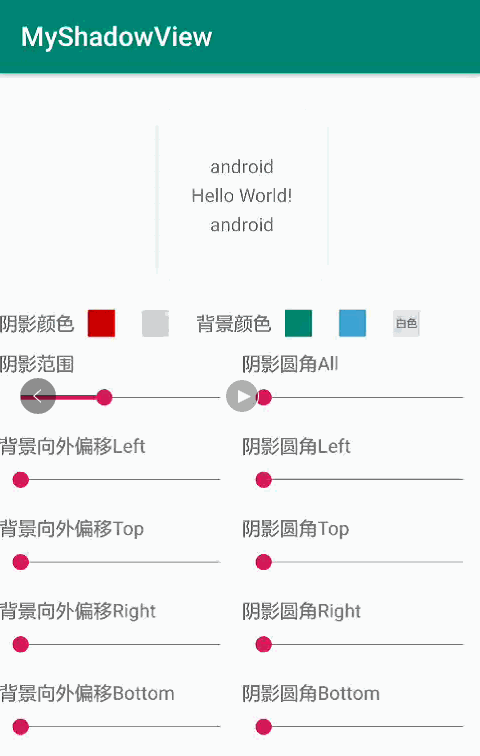 MyShadowView
android
Hello World!
android
阴影颜色 背景颜色 白色
阴影范围 阴影圆角All
背景向外偏移Left 阴影圆角Left
背景向外偏移Top 阴影圆角Top
背景向外偏移Right 阴影圆角Right
背景向外偏移Bottom 阴影圆角Bottom